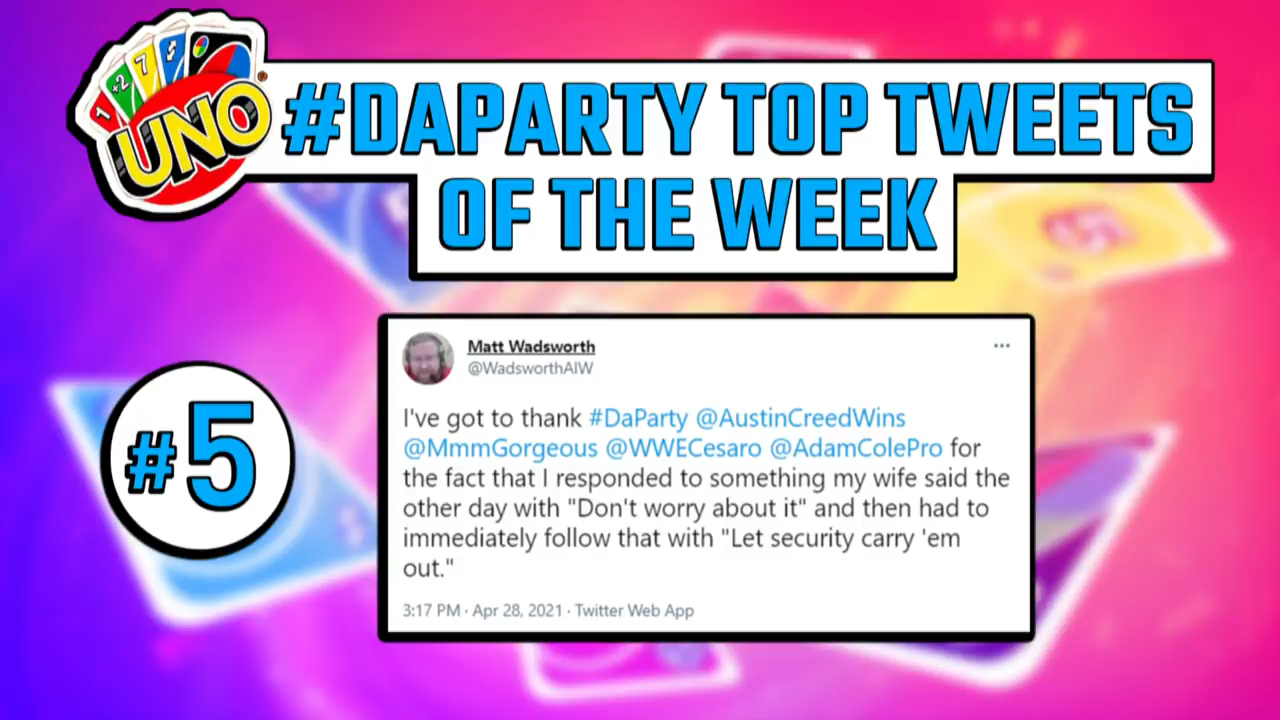 1 +2 7
UNO
®
#DAPARTY TOP TWEETS
OF THE WEEK
#5
Matt Wadsworth
@WadsworthAIW
I've got to thank #DaParty @AustinCreedWins
@MmmGorgeous @WWECesaro @AdamColePro for
the fact that I responded to something my wife said the
other day with "Don't worry about it" and then had to
immediately follow that with "Let security carry 'em
out."
3:17 PM · Apr 28, 2021 · Twitter Web App